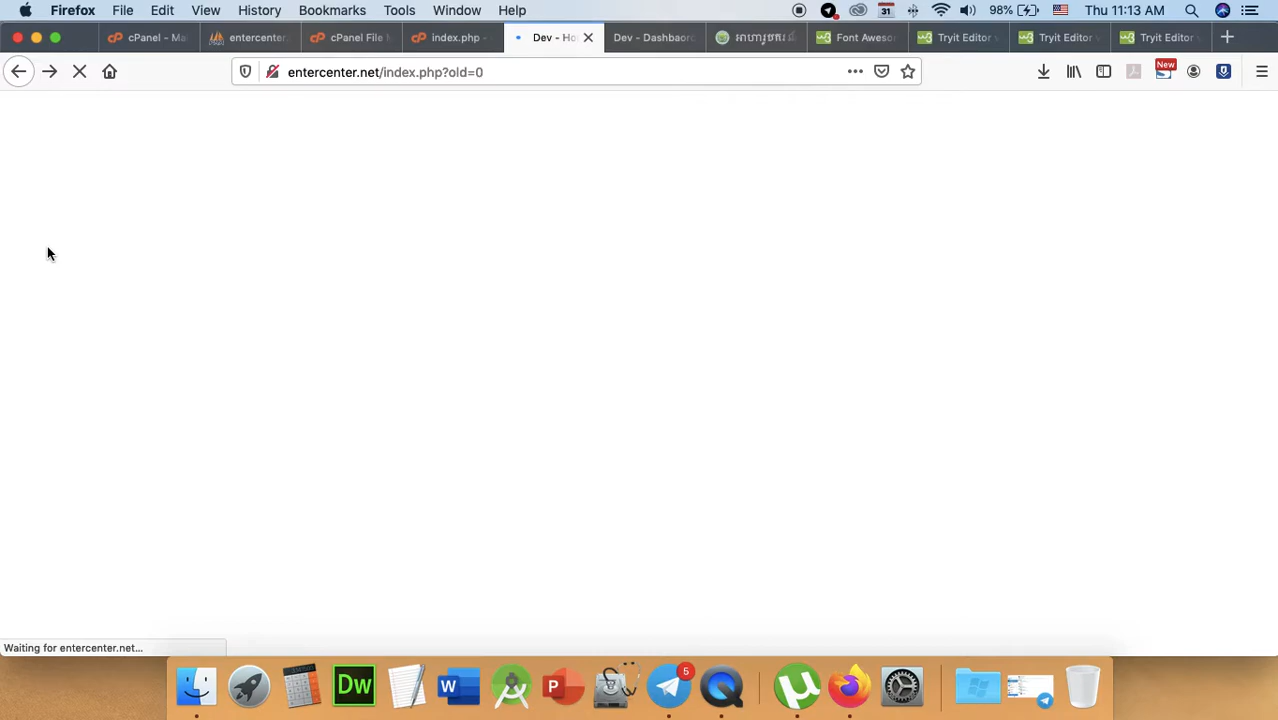 Firefox File Edit View History Bookmarks Tools Window Help 31 98% Thu 11:13 AM
cPanel - Ma entercenter cPanel File M index.php - Dev - Ho Dev - Dashbaord Font Aweso Tryit Editor v Tryit Editor v Tryit Editor v
entercenter.net/index.php?old=0 New
Waiting for entercenter.net...
Dw W P 5